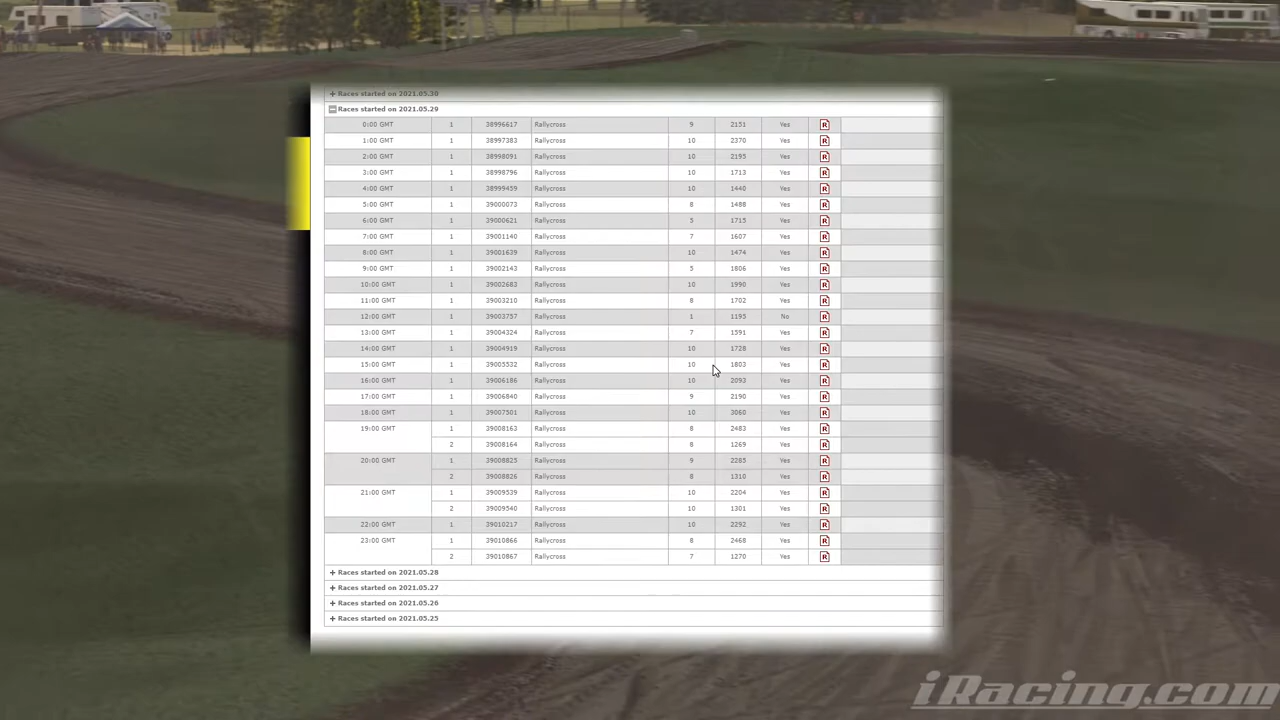 + Races started on 2021.05.30
Races started on 2021.05.29
0:00 GMT 1 38996617 Rallycross 9 2151 Yes R
1:00 GMT 1 38997383 Rallycross 10 2370 Yes R
2:00 GMT 1 38998091 Rallycross 10 2195 Yes R
3:00 GMT 1 38998796 Rallycross 10 1713 Yes R
4:00 GMT 1 38999459 Rallycross 10 1440 Yes R
5:00 GMT 1 39000073 Rallycross 8 1488 Yes R
6:00 GMT 1 39000621 Rallycross 5 1715 Yes R
7:00 GMT 1 39001140 Rallycross 7 1607 Yes R
8:00 GMT 1 39001639 Rallycross 10 1474 Yes R
9:00 GMT 1 39002143 Rallycross 5 1806 Yes R
10:00 GMT 1 39002683 Rallycross 10 1990 Yes R
11:00 GMT 1 39003210 Rallycross 8 1702 Yes R
12:00 GMT 1 39003757 Rallycross 1 1195 No R
13:00 GMT 1 39004324 Rallycross 7 1591 Yes R
14:00 GMT 1 39004919 Rallycross 10 1728 Yes R
15:00 GMT 1 39005532 Rallycross 10 1803 Yes R
16:00 GMT 1 39006186 Rallycross 10 2093 Yes R
17:00 GMT 1 39006840 Rallycross 9 2190 Yes R
18:00 GMT 1 39007501 Rallycross 10 3060 Yes R
19:00 GMT 1 39008163 Rallycross 8 2483 Yes R
2 39008164 Rallycross 8 1269 Yes R
20:00 GMT 1 39008825 Rallycross 9 2285 Yes R
2 39008826 Rallycross 8 1310 Yes R
21:00 GMT 1 39009539 Rallycross 10 2204 Yes R
2 39009540 Rallycross 10 1301 Yes R
22:00 GMT 1 39010217 Rallycross 10 2292 Yes R
23:00 GMT 1 39010866 Rallycross 8 2468 Yes R
2 39010867 Rallycross 7 1270 Yes R
+ Races started on 2021.05.28
+ Races started on 2021.05.27
+ Races started on 2021.05.26
+ Races started on 2021.05.25
iRacing.com